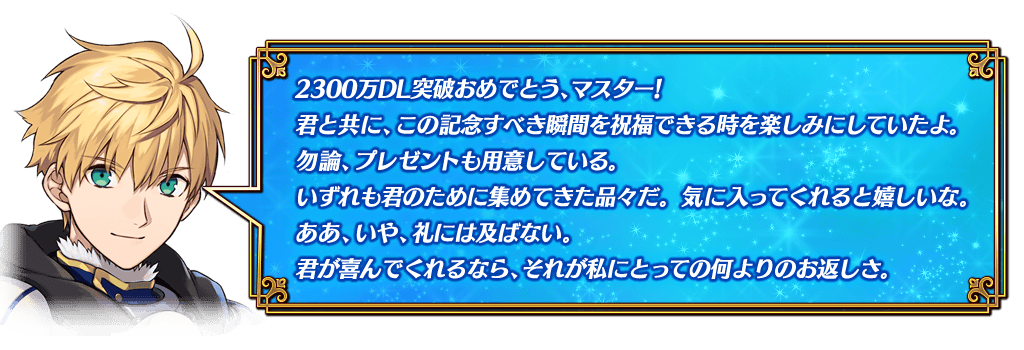 2300万DL突破おめでとう、マスター！
君と共に、この記念すべき瞬間を祝福できる時を楽しみにしていたよ。
勿論、プレゼントも用意している。
いずれも君のために集めてきた品々だ。気に入ってくれると嬉しいな。
ああ、いや、礼には及ばない。
君が喜んでくれるなら、それが私にとっての何よりのお返しさ。